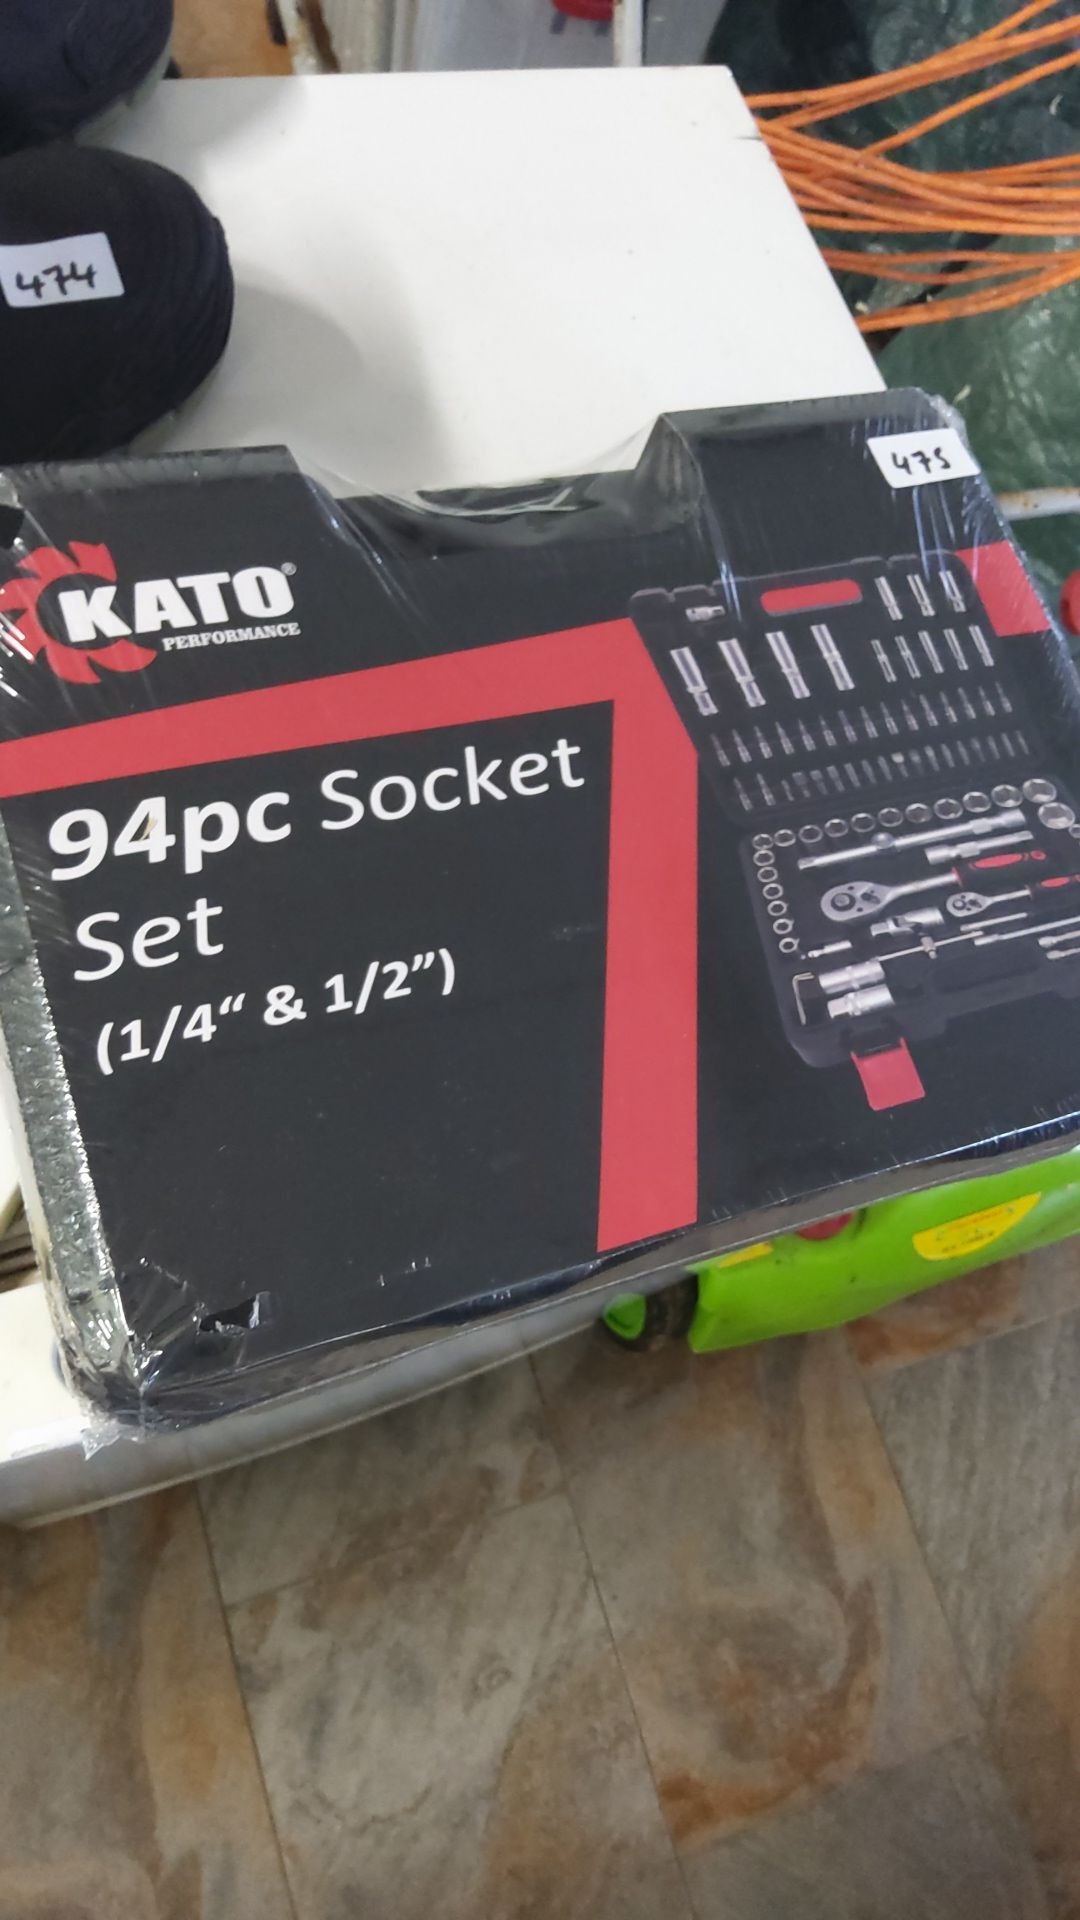 474
475
KATO®
PERFORMANCE
94pc Socket
Set
(1/4“ & 1/2”)